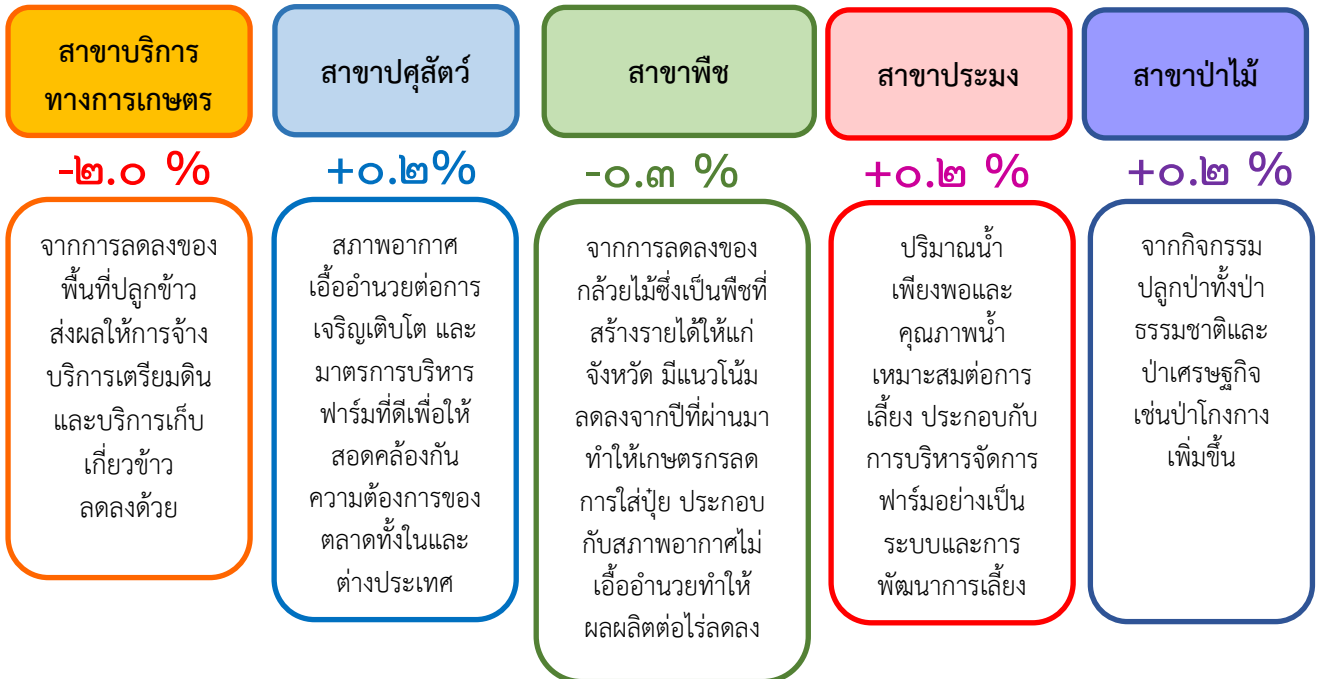 สาขาบริการ
ทางการเกษตร
-๒.๐ %
จากการลดลงของ
พื้นที่ปลูกข้าว
ส่งผลให้การจ้าง
บริการเตรียมดิน
และบริการเก็บ
เกี่ยวข้าว
ลดลงด้วย
สาขาปศุสัตว์
+๐.๒%
สภาพอากาศ
เอื้ออำนวยต่อการ
เจริญเติบโต และ
มาตรการบริหาร
ฟาร์มที่ดีเพื่อให้
สอดคล้องกัน
ความต้องการของ
ตลาดทั้งในและ
ต่างประเทศ
สาขาพืช
-๐.๓ %
จากการลดลงของ
กล้วยไม้ซึ่งเป็นพืชที่
สร้างรายได้ให้แก่
จังหวัด มีแนวโน้ม
ลดลงจากปีที่ผ่านมา
ทำให้เกษตรกรลด
การใส่ปุ๋ย ประกอบ
กับสภาพอากาศไม่
เอื้ออำนวยทำให้
ผลผลิตต่อไร่ลดลง
สาขาประมง
+๐.๒ %
ปริมาณน้ำ
เพียงพอและ
คุณภาพน้ำ
เหมาะสมต่อการ
เลี้ยง ประกอบกับ
การบริหารจัดการ
ฟาร์มอย่างเป็น
ระบบและการ
พัฒนาการเลี้ยง
สาขาป่าไม้
+๐.๒ %
จากกิจกรรม
ปลูกป่าทั้งป่า
ธรรมชาติและ
ป่าเศรษฐกิจ
เช่นป่าโกงกาง
เพิ่มขึ้น